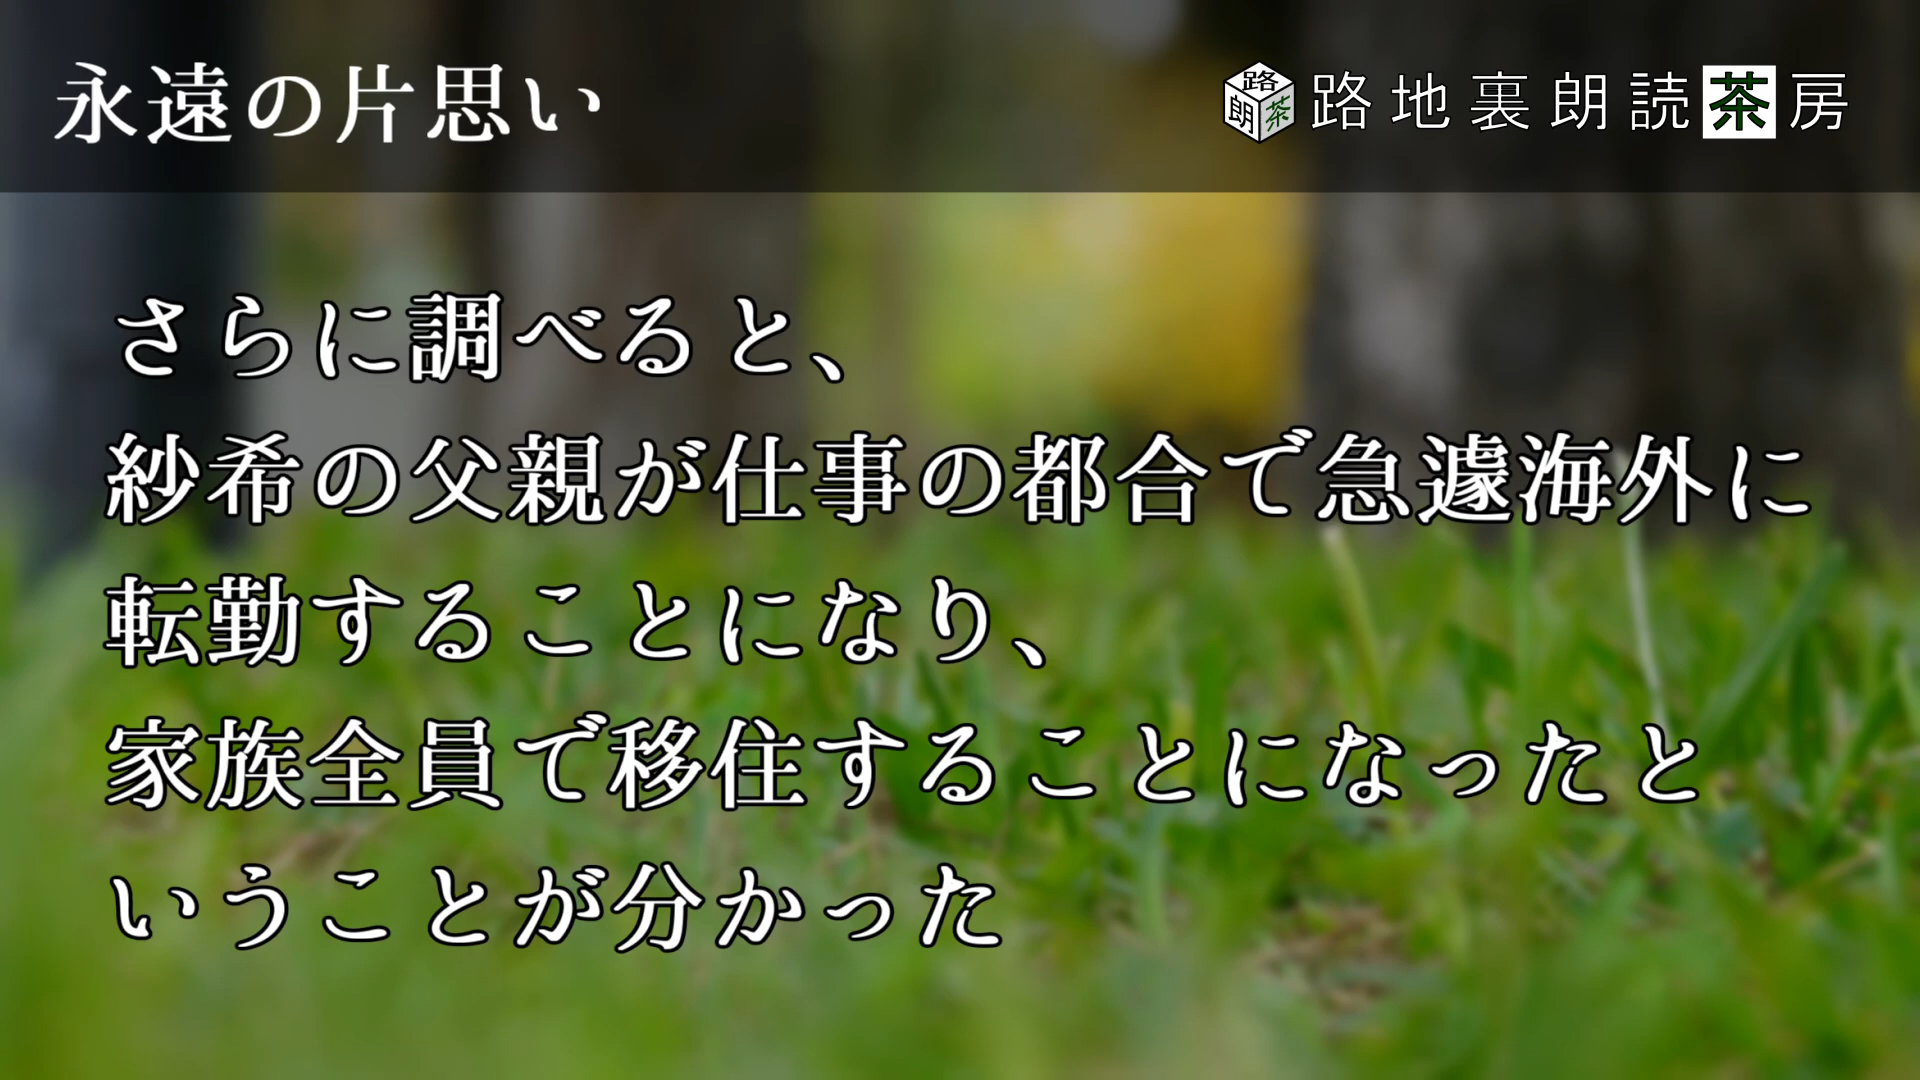 永遠の片思い
路朗茶 路地裏朗読茶房
さらに調べると、
紗希の父親が仕事の都合で急遽海外に
転勤することになり、
家族全員で移住することになったと
いうことが分かった